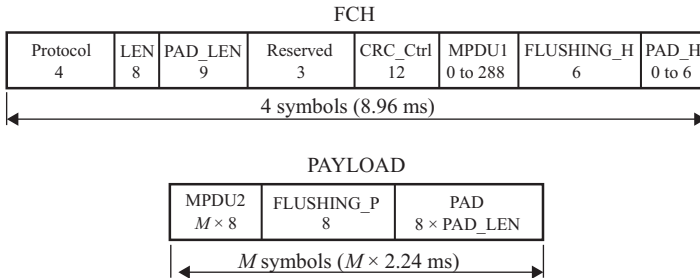 FCH
Protocol LEN PAD_LEN Reserved CRC_Ctrl MPDU1 FLUSHING_H PAD_H
4 8 9 3 12 0 to 288 6 0 to 6
4 symbols (8.96 ms)
PAYLOAD
MPDU2 FLUSHING_P PAD
M × 8 8 8 × PAD_LEN
M symbols (M × 2.24 ms)